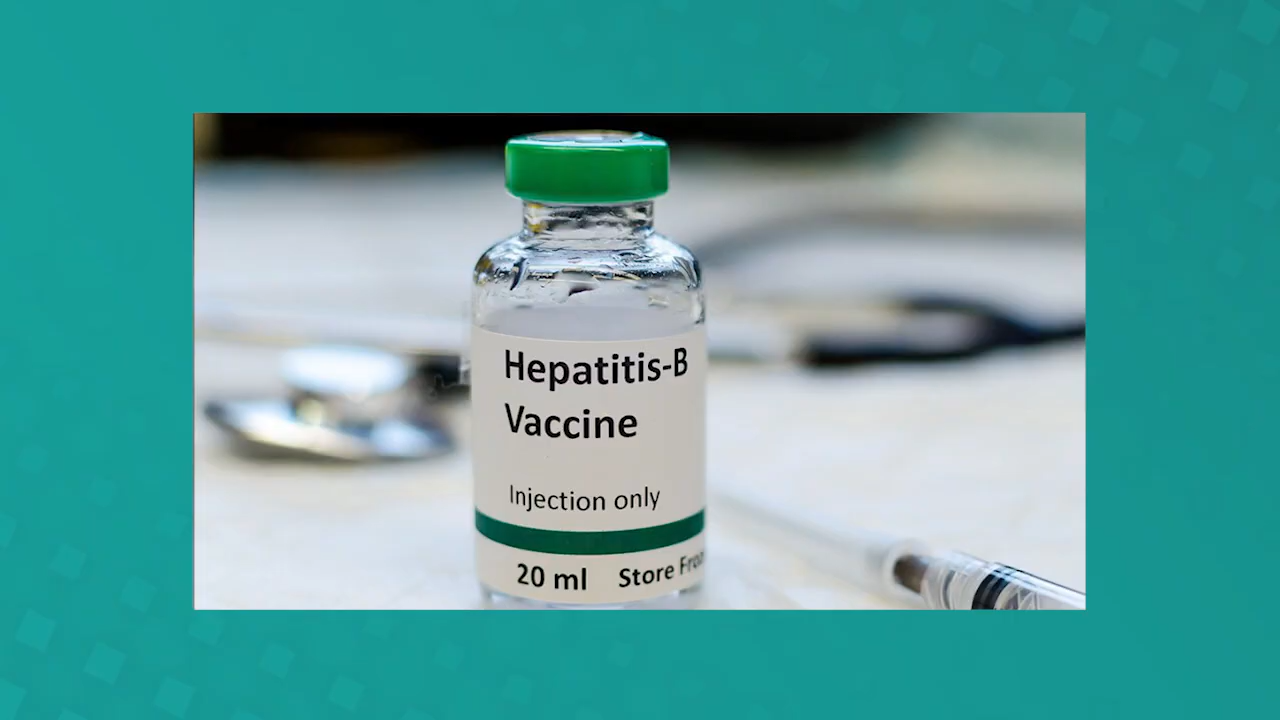 Hepatitis-B
Vaccine
Injection only
20 ml Store